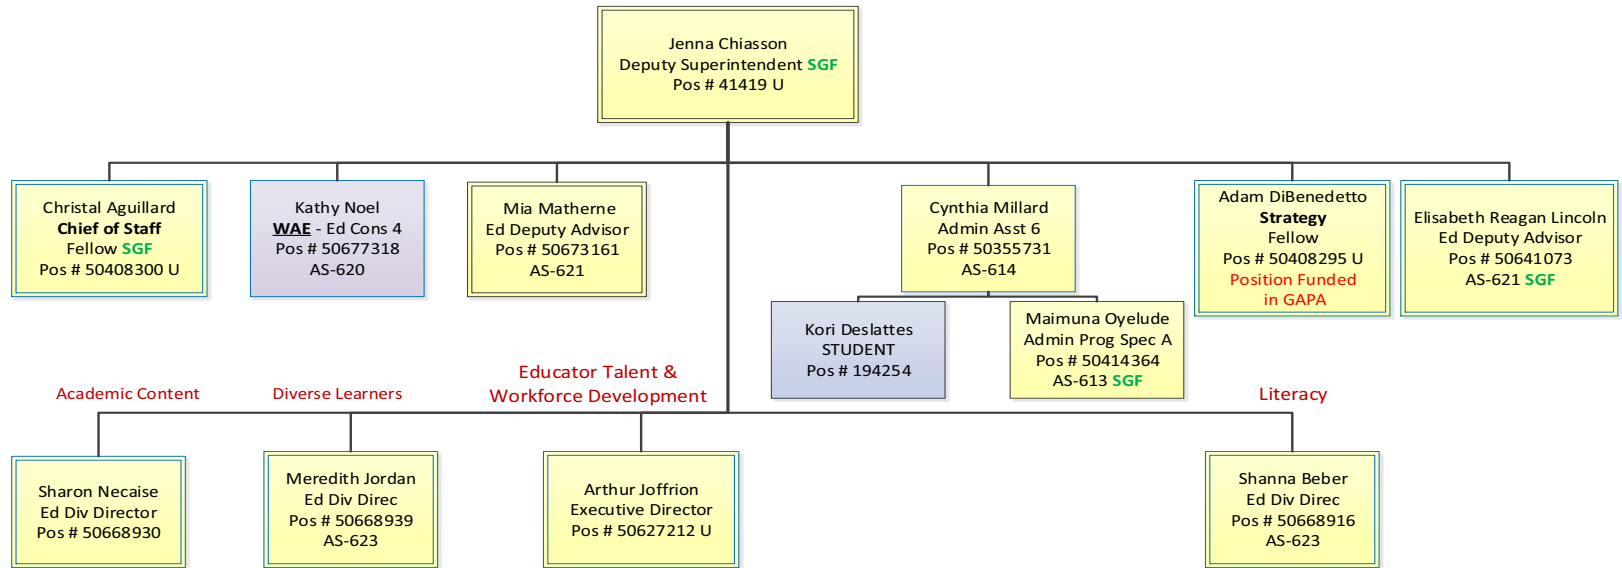 Jenna Chiasson
Deputy Superintendent SGF
Pos # 41419 U
Christal Aguillard
Chief of Staff
Fellow SGF
Pos # 50408300 U
Kathy Noel
WAE - Ed Cons 4
Pos # 50677318
AS-620
Mia Matherne
Ed Deputy Advisor
Pos # 50673161
AS-621
Cynthia Millard
Admin Asst 6
Pos # 50355731
AS-614
Adam DiBenedetto
Strategy
Fellow
Pos # 50408295 U
Position Funded
in GAPA
Elisabeth Reagan Lincoln
Ed Deputy Advisor
Pos # 50641073
AS-621 SGF
Kori Deslattes
STUDENT
Pos # 194254
Maimuna Oyelude
Admin Prog Spec A
Pos # 50414364
AS-613 SGF
Academic Content
Diverse Learners
Educator Talent &
Workforce Development
Literacy
Sharon Necaise
Ed Div Director
Pos # 50668930
Meredith Jordan
Ed Div Direc
Pos # 50668939
AS-623
Arthur Joffrion
Executive Director
Pos # 50627212 U
Shanna Beber
Ed Div Direc
Pos # 50668916
AS-623